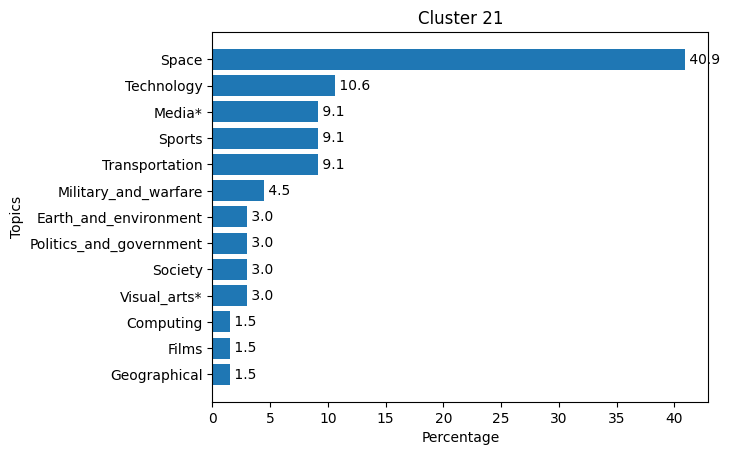 Cluster 21
Topics
Space 40.9
Technology 10.6
Media* 9.1
Sports 9.1
Transportation 9.1
Military_and_warfare 4.5
Earth_and_environment 3.0
Politics_and_government 3.0
Society 3.0
Visual_arts* 3.0
Computing 1.5
Films 1.5
Geographical 1.5
0 5 10 15 20 25 30 35 40
Percentage